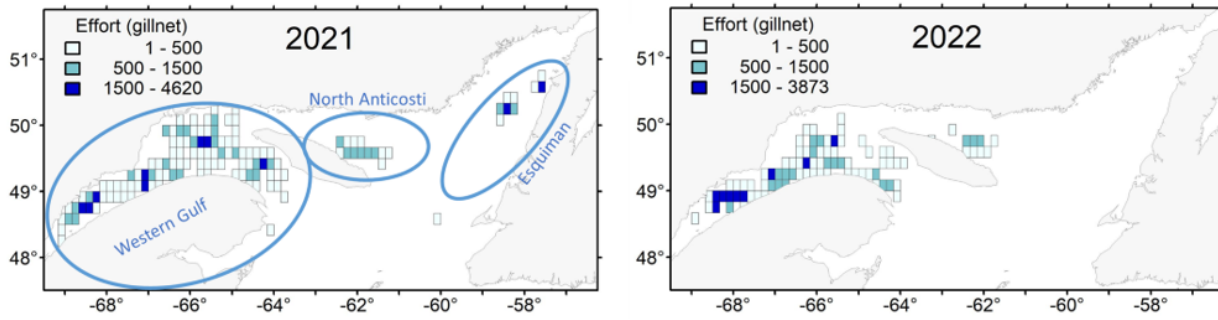 Effort (gillnet)
1 - 500
500 - 1500
1500 - 4620
2021
North Anticosti
Esquiman
Western Gulf
51°
50°
49°
48°
-68° -66° -64° -62° -60° -58°
Effort (gillnet)
1 - 500
500 - 1500
1500 - 3873
2022
51°
50°
49°
48°
-68° -66° -64° -62° -60° -58°